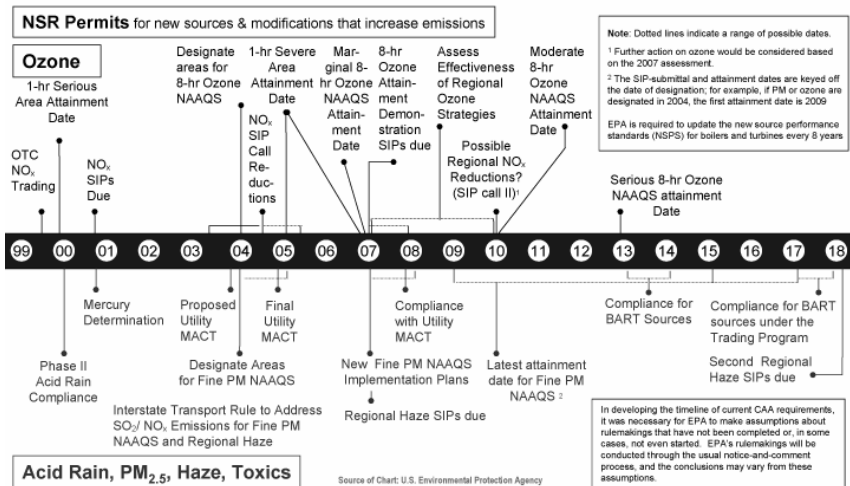 NSR Permits for new sources & modifications that increase emissions
Note: Dotted lines indicate a range of possible dates.
¹ Further action on ozone would be considered based
on the 2007 assessment.
² The SIP-submittal and attainment dates are keyed off
the date of designation; for example, if PM or ozone are
designated in 2004, the first attainment date is 2009
EPA is required to update the new source performance
standards (NSPS) for boilers and turbines every 8 years
Ozone
1-hr Serious
Area Attainment
Date
OTC
NOₓ
Trading
NOₓ
SIPs
Due
Designate
areas for
8-hr Ozone
NAAQS
NOₓ
SIP
Call
Re-
duc-
tions
1-hr Severe
Area
Attainment
Date
Mar-
ginal 8-
hr Ozone
NAAQS
Attain-
ment
Date
8-hr
Ozone
Attain-
ment
Demon-
stration
SIPs due
Assess
Effectiveness
of Regional
Ozone
Strategies
Possible
Regional NOₓ
Reductions?
(SIP call II)¹
Moderate
8-hr
Ozone
NAAQS
Attainment
Date
Serious 8-hr Ozone
NAAQS attainment
Date
99 00 01 02 03 04 05 06 07 08 09 10 11 12 13 14 15 16 17 18
Mercury
Determination
Phase II
Acid Rain
Compliance
Proposed
Utility
MACT
Final
Utility
MACT
Designate Areas
for Fine PM NAAQS
Interstate Transport Rule to Address
SO₂/ NOₓ Emissions for Fine PM
NAAQS and Regional Haze
Compliance
with Utility
MACT
New Fine PM NAAQS
Implementation Plans
Regional Haze SIPs due
Latest attainment
date for Fine PM
NAAQS ²
Compliance for
BART Sources
Compliance for BART
sources under the
Trading Program
Second Regional
Haze SIPs due
In developing the timeline of current CAA requirements,
it was necessary for EPA to make assumptions about
rulemakings that have not been completed or, in some
cases, not even started. EPA's rulemakings will be
conducted through the usual notice-and-comment
process, and the conclusions may vary from these
assumptions.
Acid Rain, PM₂.₅, Haze, Toxics
Source of Chart: U.S. Environmental Protection Agency